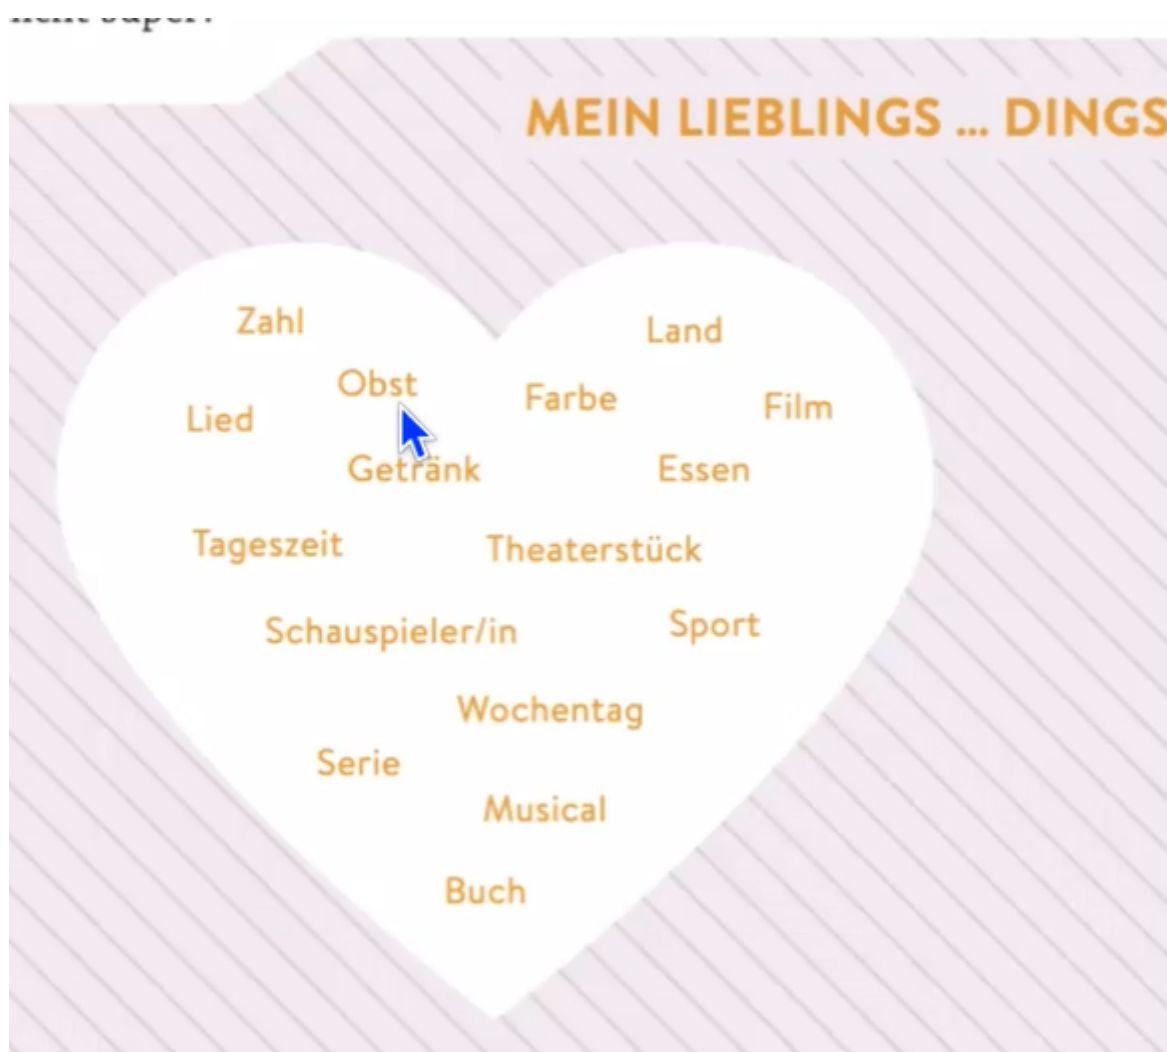 MEIN LIEBLINGS ... DINGS
Zahl
Land
Obst
Farbe
Film
Lied
Getränk
Essen
Tageszeit
Theaterstück
Schauspieler/in
Sport
Wochentag
Serie
Musical
Buch